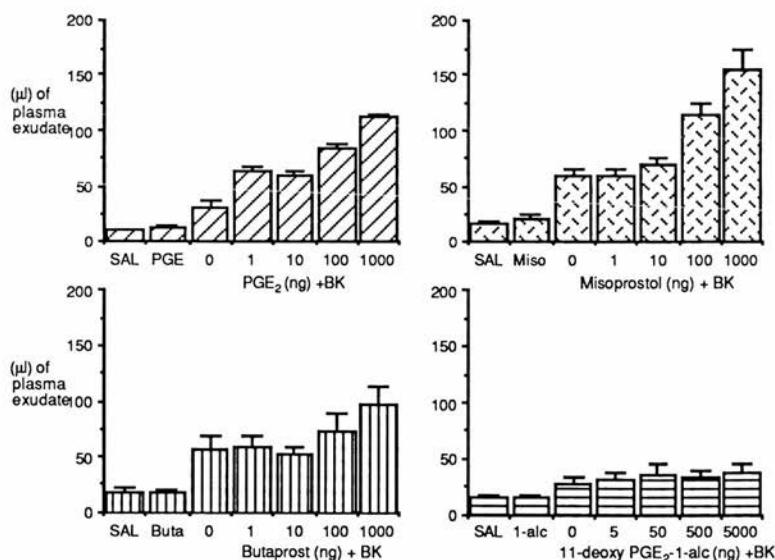 200
150
(µl) of
plasma
exudate
100
50
0
SAL PGE 0 1 10 100 1000
PGE2 (ng) +BK
200
150
100
50
0
SAL Miso 0 1 10 100 1000
Misoprostol (ng) + BK
200
150
(µl) of
plasma
exudate
100
50
0
SAL Buta 0 1 10 100 1000
Butaprost (ng) + BK
200
150
100
50
0
SAL 1-alc 0 5 50 500 5000
11-deoxy PGE2-1-alc (ng) +BK